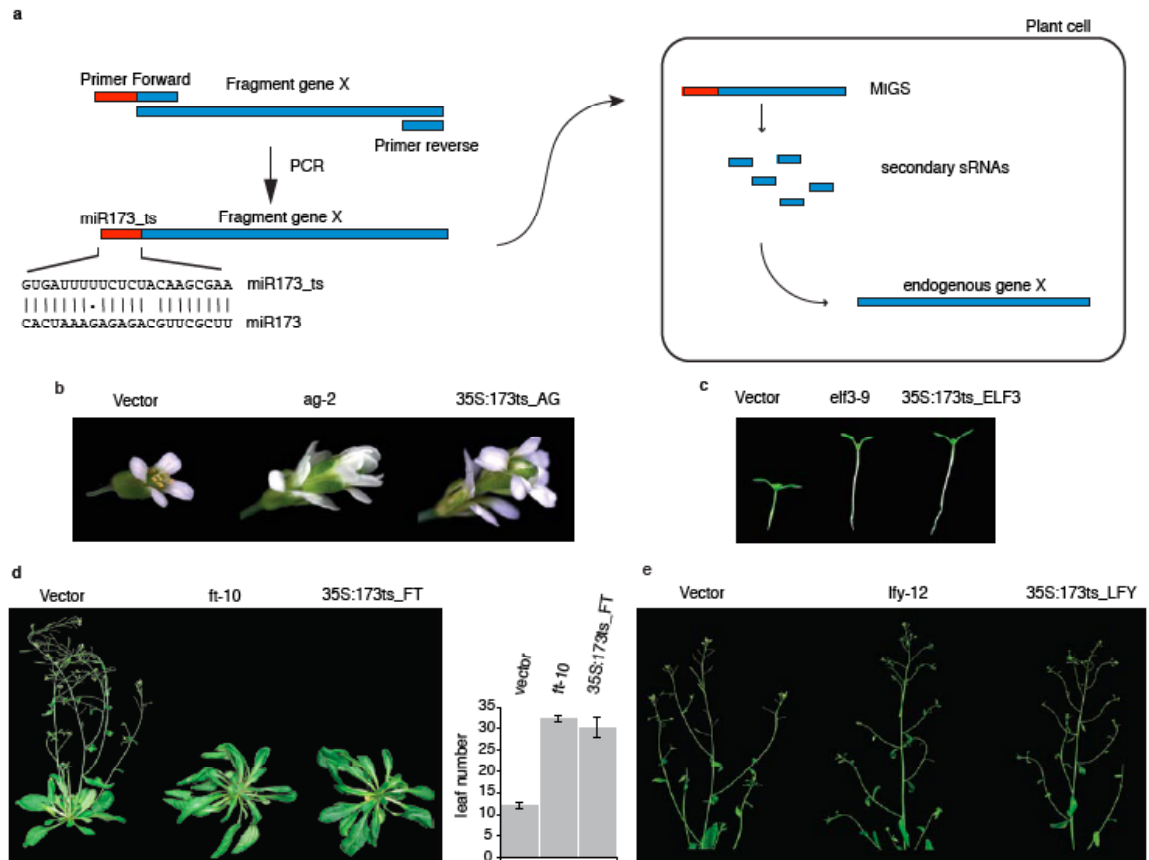 a
Primer Forward
Fragment gene X
Primer reverse
PCR
miR173_ts
Fragment gene X
GUGAUUUUUCUCUACAAGCGAA miR173_ts
CACUAAAGAGAGACGUUCGCUU miR173
Plant cell
MIGS
secondary sRNAs
endogenous gene X
b
Vector
ag-2
35S:173ts_AG
c
Vector
elf3-9
35S:173ts_ELF3
d
Vector
ft-10
35S:173ts_FT
vector
ft-10
35S:173ts_FT
leaf number
35
30
25
20
15
10
5
0
e
Vector
lfy-12
35S:173ts_LFY